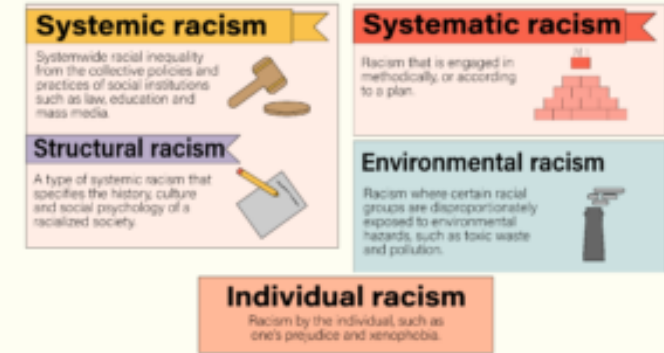 Systemic racism
Systemwide racial inequality
from the collective policies and
practices of social institutions
such as law, education and
mass media.
Structural racism
A type of systemic racism that
specifies the history, culture
and social psychology of a
racialized society.
Systematic racism
Racism that is engaged in
methodically, or according
to a plan.
Environmental racism
Racism where certain racial
groups are disproportionately
exposed to environmental
hazards, such as toxic waste
and pollution.
Individual racism
Racism by the individual, such as
one's prejudice and xenophobia.